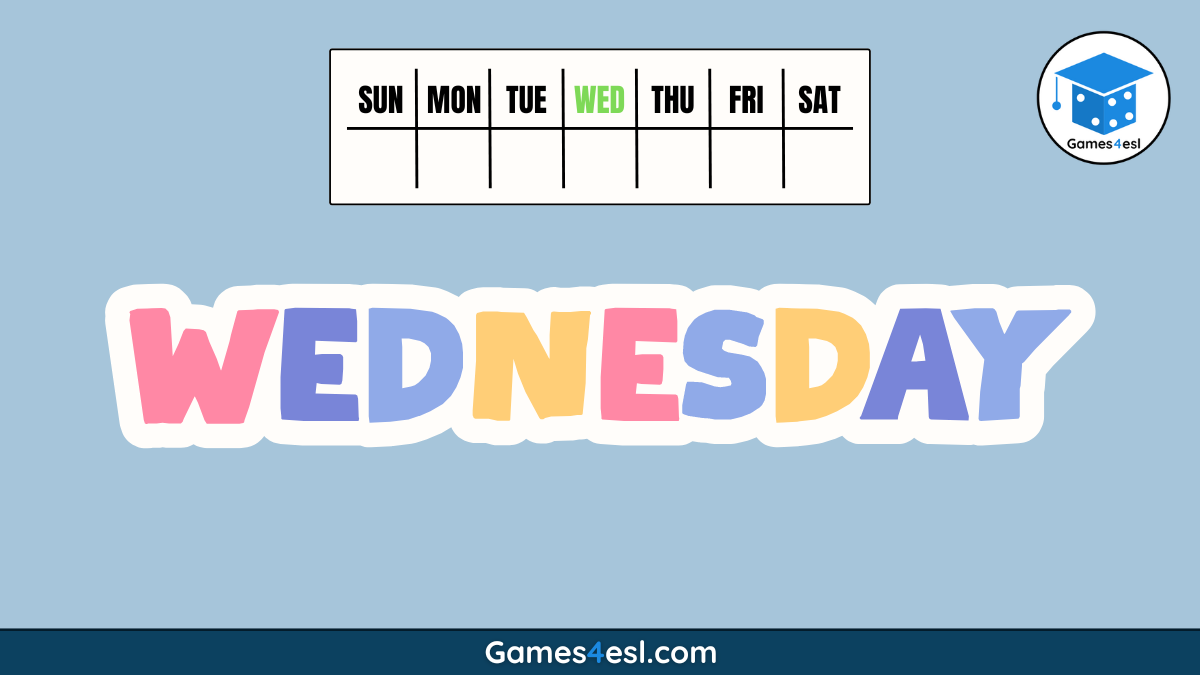 SUN MON TUE WED THU FRI SAT
Games4esl
WEDNESDAY
Games4esl.com